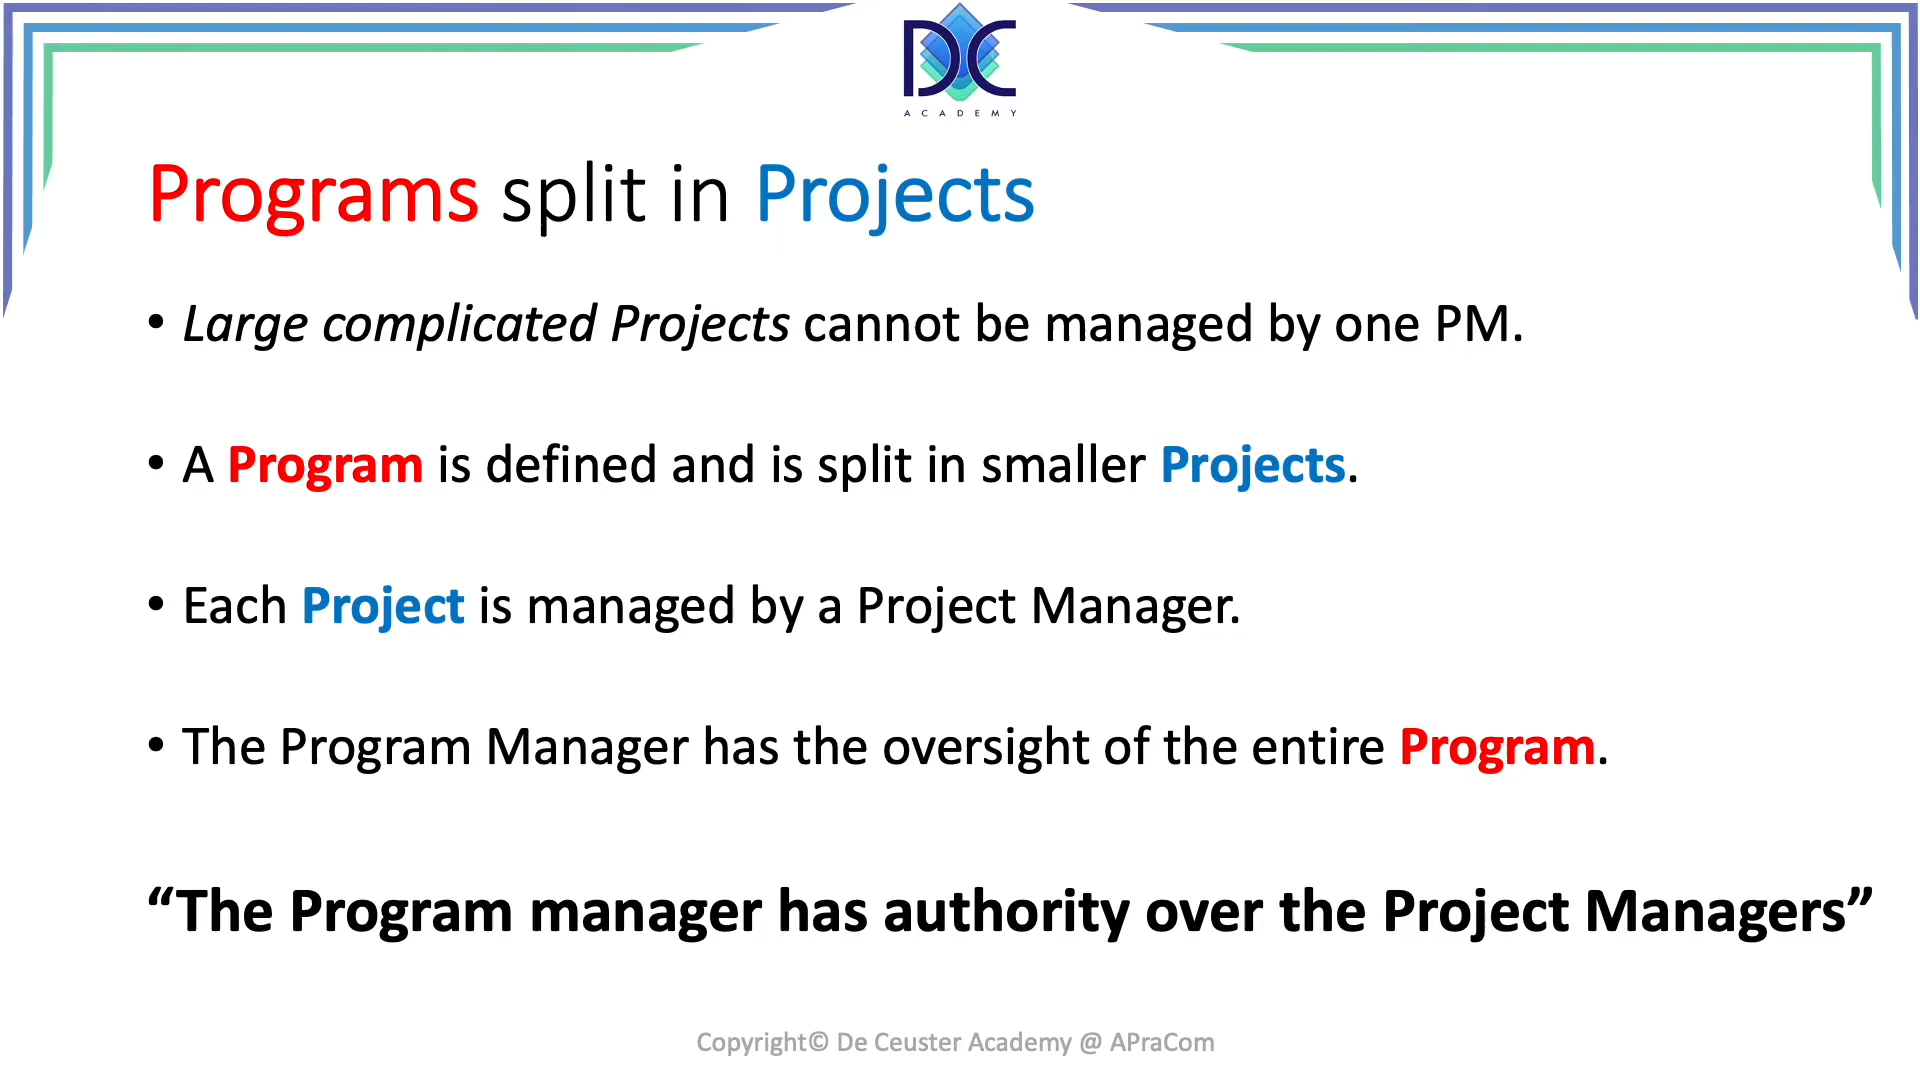 DC
ACADEMY
Programs split in Projects
• Large complicated Projects cannot be managed by one PM.
• A Program is defined and is split in smaller Projects.
• Each Project is managed by a Project Manager.
• The Program Manager has the oversight of the entire Program.
“The Program manager has authority over the Project Managers”
Copyright© De Ceuster Academy @ APraCom